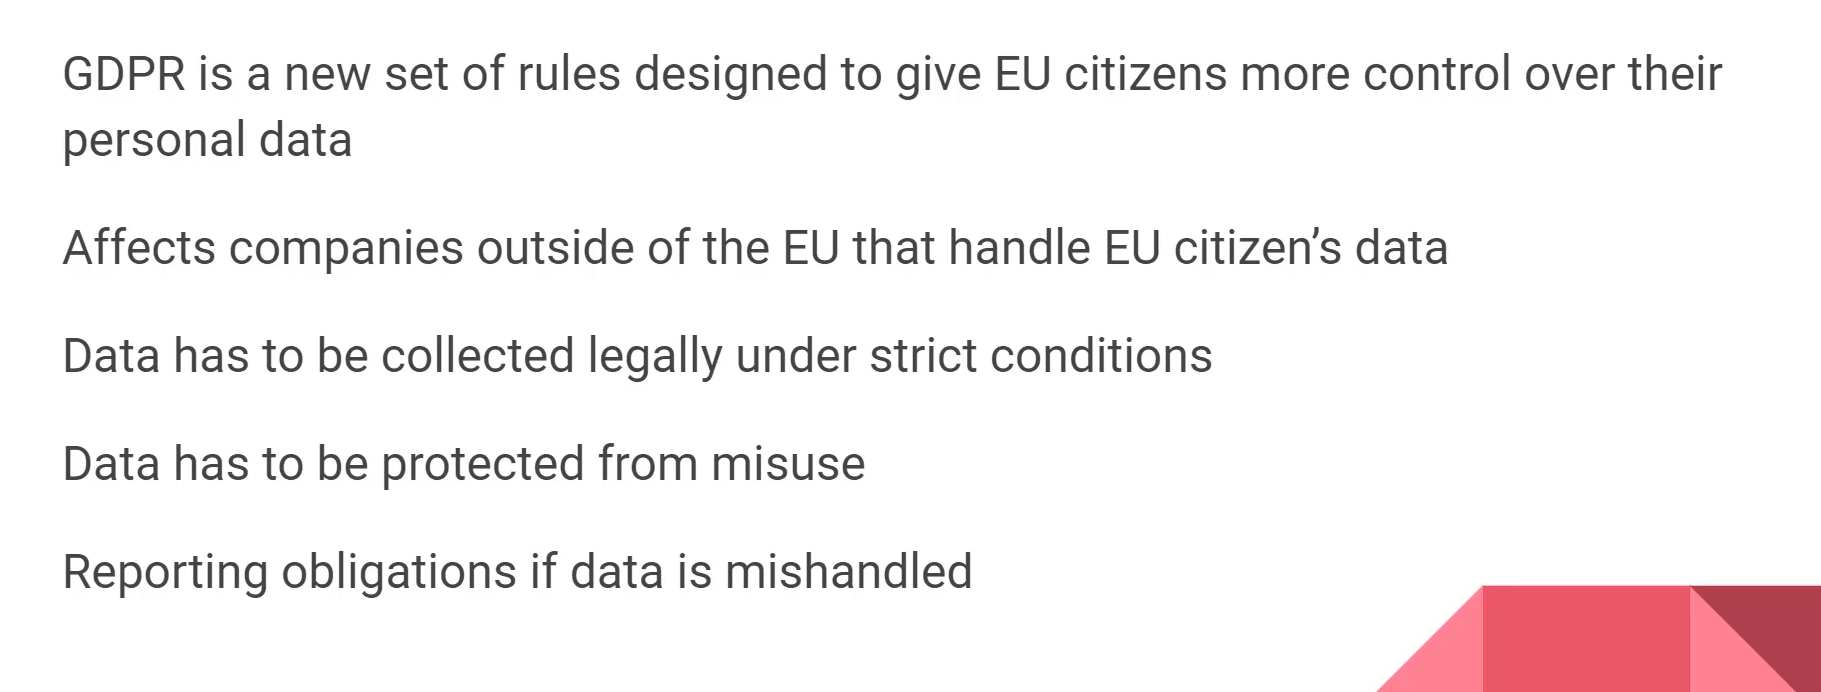 GDPR is a new set of rules designed to give EU citizens more control over their
personal data
Affects companies outside of the EU that handle EU citizen’s data
Data has to be collected legally under strict conditions
Data has to be protected from misuse
Reporting obligations if data is mishandled